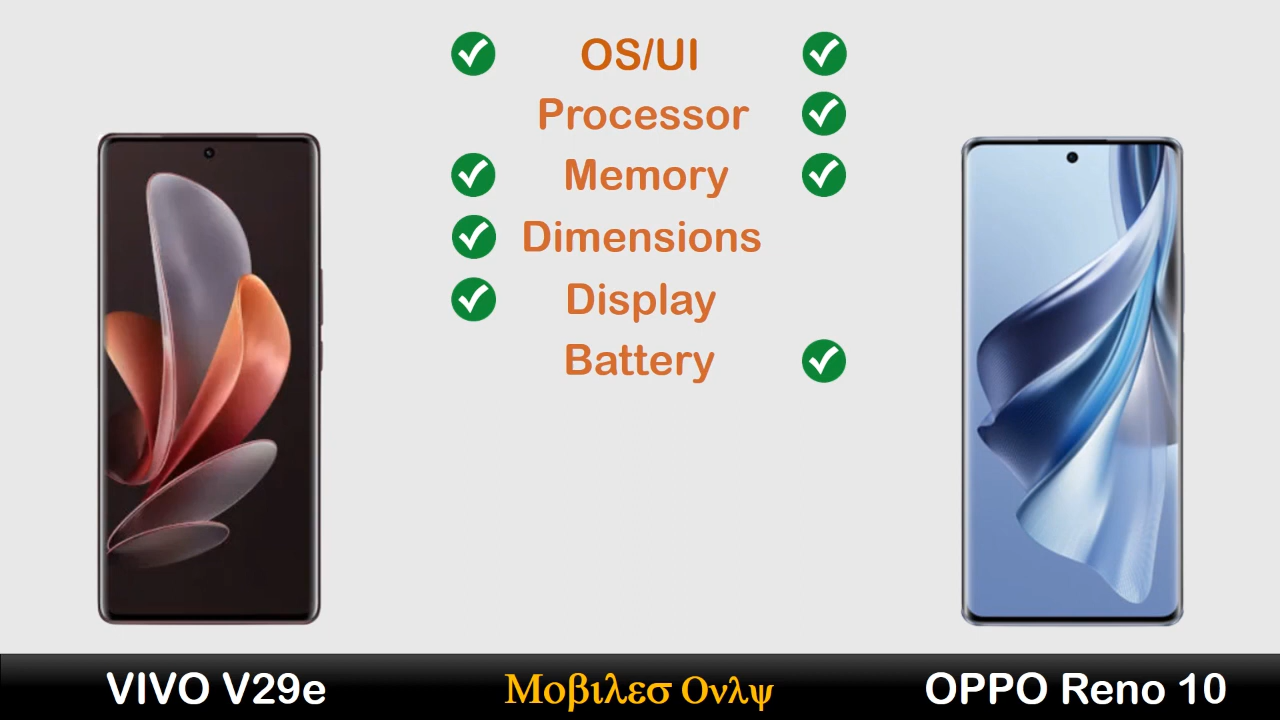 OS/UI
Processor
Memory
Dimensions
Display
Battery
VIVO V29e
Μοβιλεσ Ονλψ
OPPO Reno 10